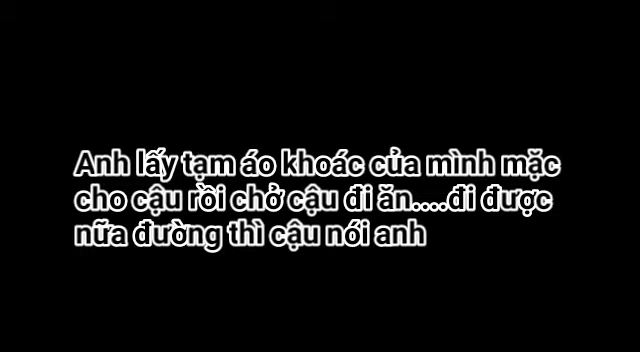 Anh lấy tạm áo khoác của mình mặc
cho cậu rồi chở cậu đi ăn....đi được
nữa đường thì cậu nói anh